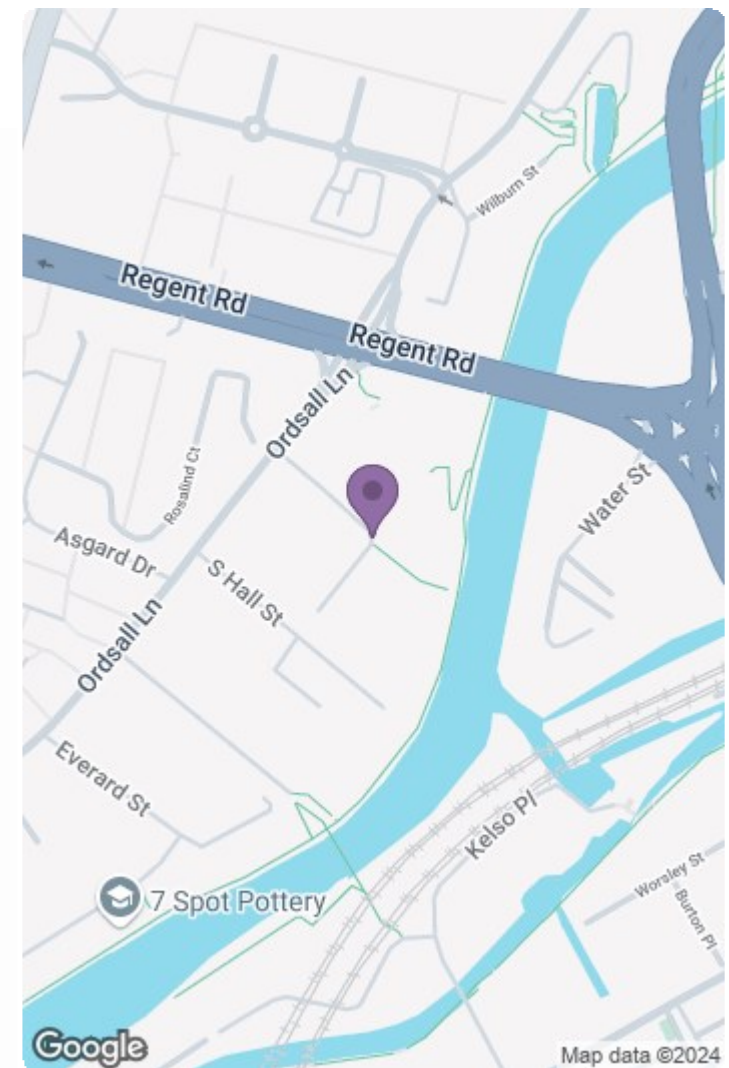 Wilburn St
Regent Rd
Regent Rd
Ordsall Ln
Rosalind Ct
Water St
Asgard Dr
S Hall St
Ordsall Ln
Everard St
Kelso Pl
7 Spot Pottery
Worsley St
Burton Pl
Google
Map data ©2024